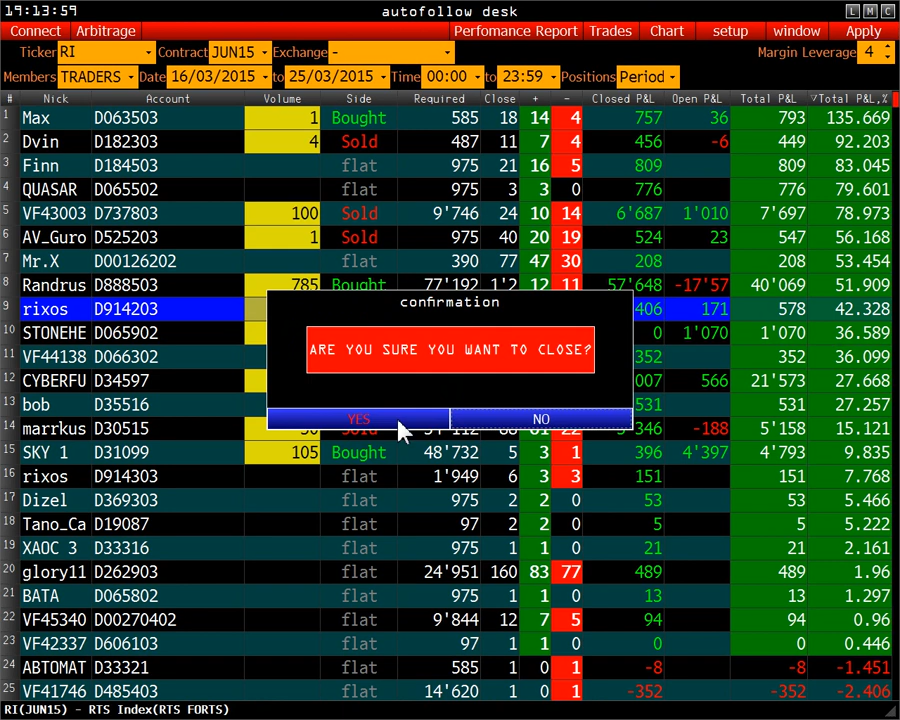 19:13:59 autofollow desk L M C
Connect Arbitrage Perfomance Report Trades Chart setup window Apply
Ticker RI Contract JUN15 Exchange - Margin Leverage 4
Members TRADERS Date 16/03/2015 to 25/03/2015 Time 00:00 to 23:59 Positions Period
# Nick Account Volume Side Required Close + - Closed P&L Open P&L Total P&L ▽Total P&L,%
1 Max D063503 1 Bought 585 18 14 4 757 36 793 135.669
2 Dvin D182303 4 Sold 487 11 7 4 456 -6 449 92.203
3 Finn D184503 flat 975 21 16 5 809 809 83.045
4 QUASAR D065502 flat 975 3 3 0 776 776 79.601
5 VF43003 D737803 100 Sold 9'746 24 10 14 6'687 1'010 7'697 78.973
6 AV_Guro D525203 1 Sold 975 40 20 19 524 23 547 56.168
7 Mr.X D00126202 flat 390 77 47 30 208 208 53.454
8 Randrus D888503 785 Bought 77'192 1'2 12 11 57'648 -17'57 40'069 51.909
9 rixos D914203 406 171 578 42.328
10 STONEHE D065902 0 1'070 1'070 36.589
11 VF44138 D066302 352 352 36.099
12 CYBERFU D34597 007 566 21'573 27.668
13 bob D35516 531 531 27.257
14 marrkus D30515 346 -188 5'158 15.121
15 SKY 1 D31099 105 Bought 48'732 5 3 1 396 4'397 4'793 9.835
16 rixos D914303 flat 1'949 6 3 3 151 151 7.768
17 Dizel D369303 flat 975 2 2 0 53 53 5.466
18 Tano_Ca D19087 flat 97 2 2 0 5 5 5.222
19 XAOC 3 D33316 flat 975 1 1 0 21 21 2.161
20 glory11 D262903 flat 24'951 160 83 77 489 489 1.96
21 BATA D065802 flat 975 1 1 0 13 13 1.297
22 VF45340 D00270402 flat 9'844 12 7 5 94 94 0.96
23 VF42337 D606103 flat 97 1 1 0 0 0 0.446
24 ABTOMAT D33321 flat 585 1 0 1 -8 -8 -1.451
25 VF41746 D485403 flat 14'620 1 0 1 -352 -352 -2.406
confirmation
ARE YOU SURE YOU WANT TO CLOSE?
YES NO
RI(JUN15) - RTS Index(RTS FORTS)